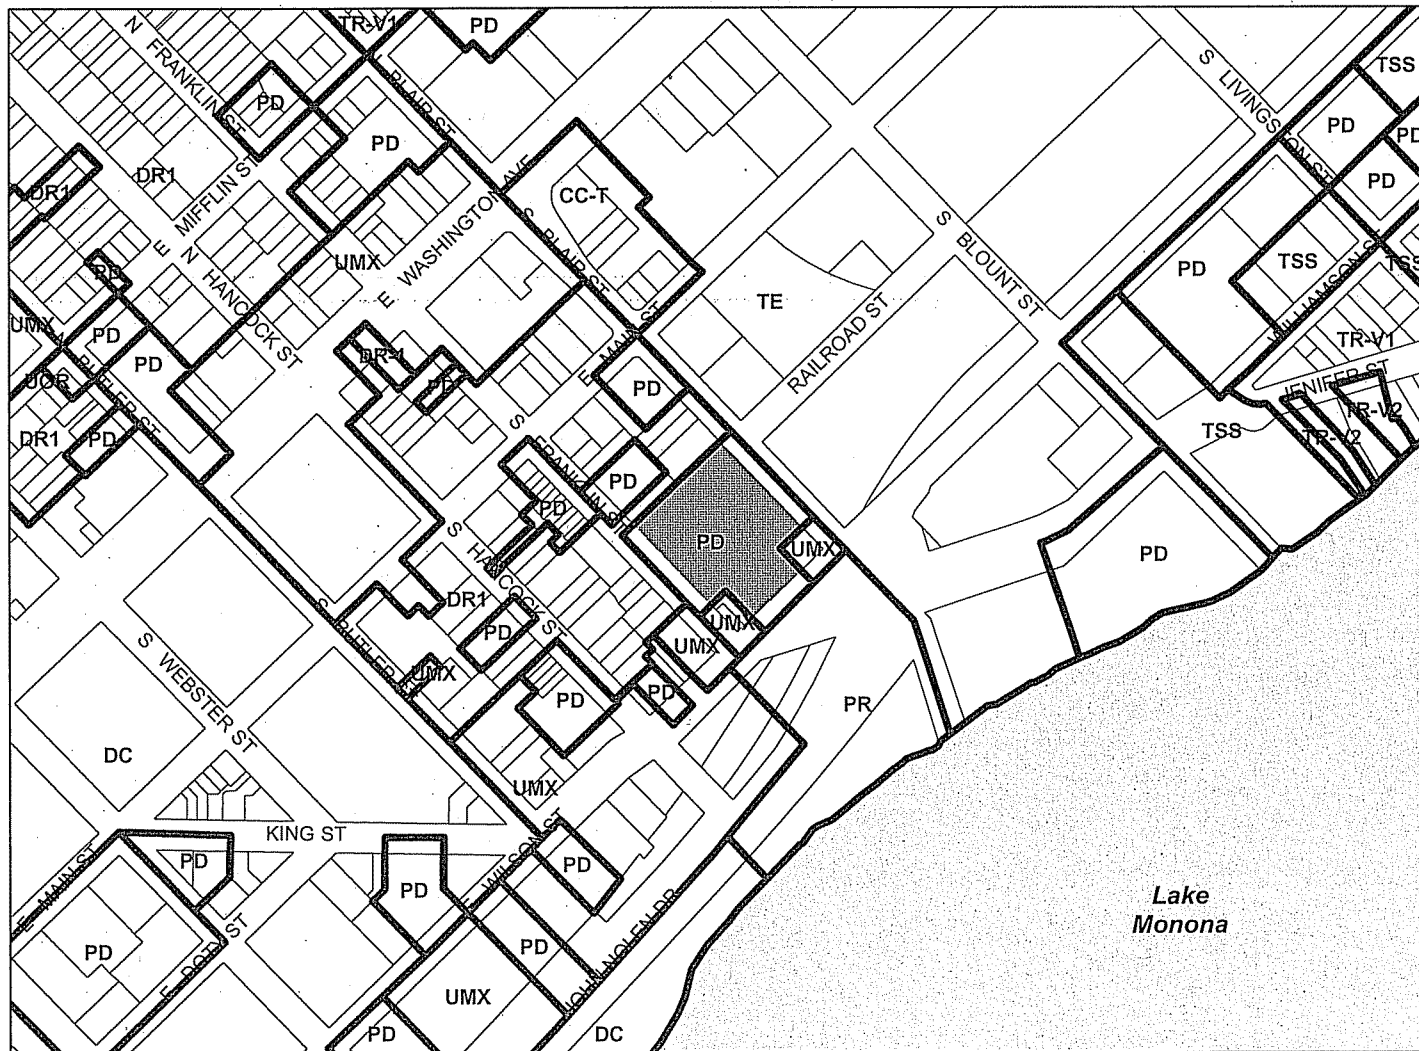 TR-V1
PD
TSS
N FRANKLIN ST
BLAIR ST
S LIVINGSTON ST
PD
PD
PD
PD
DR1
DR1
E MIFFLIN ST
CC-T
PD
N HANCOCK ST
UMX
E WASHINGTON AVE
S BLAIR ST
S BLOUNT ST
PD
TSS
TSS
WILLIAMSON ST
PD
UMX
PD
PD
N BUTLER ST
UOR
DR-1
PD
E MAIN ST
TE
RAILROAD ST
TR-V1
JENIFER ST
PD
TR-V2
TR-V2
TSS
DR1
PD
S FRANKLIN ST
PD
PD
PD
UMX
PD
S HANCOCK ST
DR1
PD
UMX
UMX
S BUTLER ST
UMX
S WEBSTER ST
PD
PD
PR
DC
UMX
KING ST
E WILSON ST
PD
PD
PD
E MAIN ST
PD
E DOTY ST
PD
UMX
JOHN NOLEN DR
PD
DC
Lake
Monona